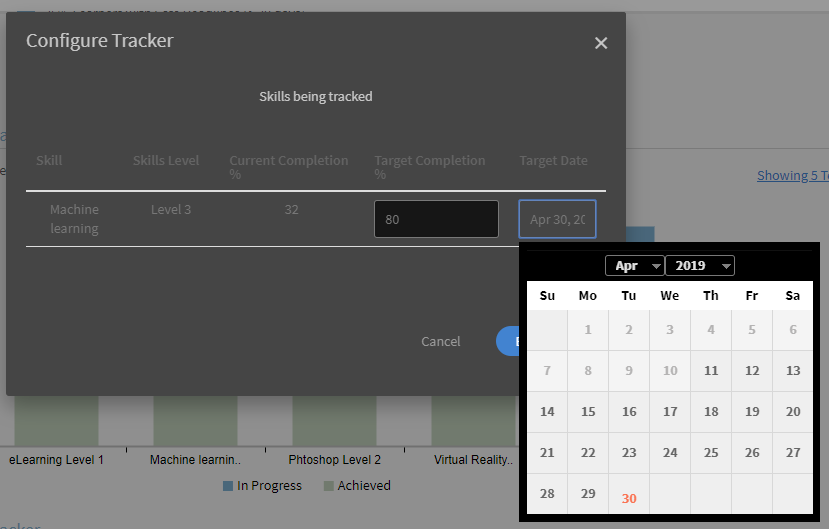 Configure Tracker
×
Skills being tracked
Skill Skills Level Current Completion % Target Completion % Target Date
Machine learning Level 3 32 80 Apr 30, 20
Showing 5 T
Apr 2019
Su Mo Tu We Th Fr Sa
1 2 3 4 5 6
7 8 9 10 11 12 13
14 15 16 17 18 19 20
21 22 23 24 25 26 27
28 29 30
Cancel
eLearning Level 1 Machine learnin.. Phtoshop Level 2 Virtual Reality..
In Progress Achieved